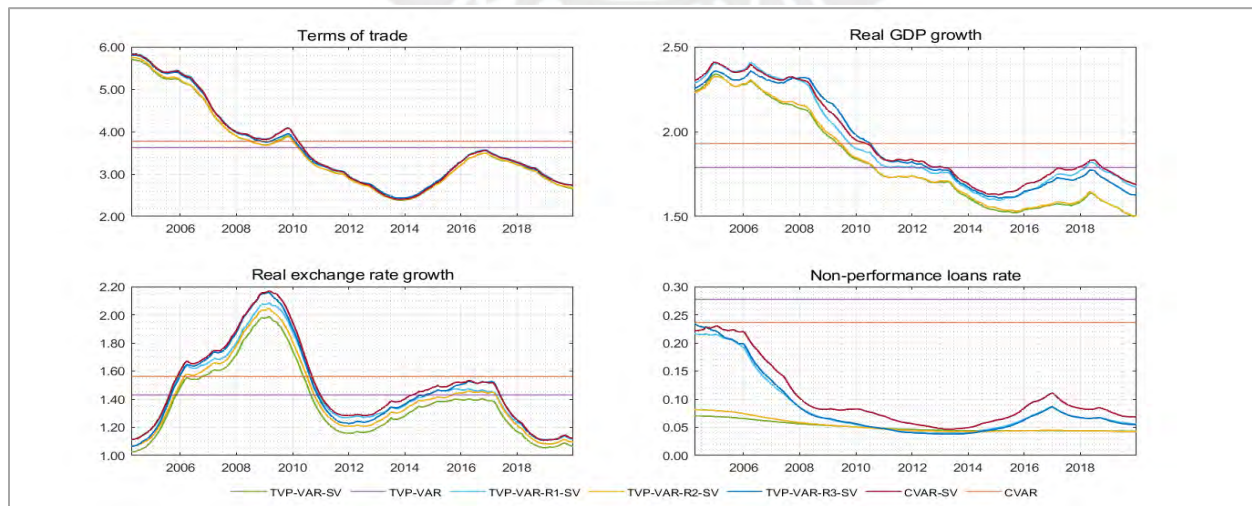 Terms of trade
6.00
5.00
4.00
3.00
2.00
2006 2008 2010 2012 2014 2016 2018
Real GDP growth
2.50
2.00
1.50
2006 2008 2010 2012 2014 2016 2018
Real exchange rate growth
2.20
2.00
1.80
1.60
1.40
1.20
1.00
2006 2008 2010 2012 2014 2016 2018
Non-performance loans rate
0.30
0.25
0.20
0.15
0.10
0.05
0.00
2006 2008 2010 2012 2014 2016 2018
TVP-VAR-SV TVP-VAR TVP-VAR-R1-SV TVP-VAR-R2-SV TVP-VAR-R3-SV CVAR-SV CVAR